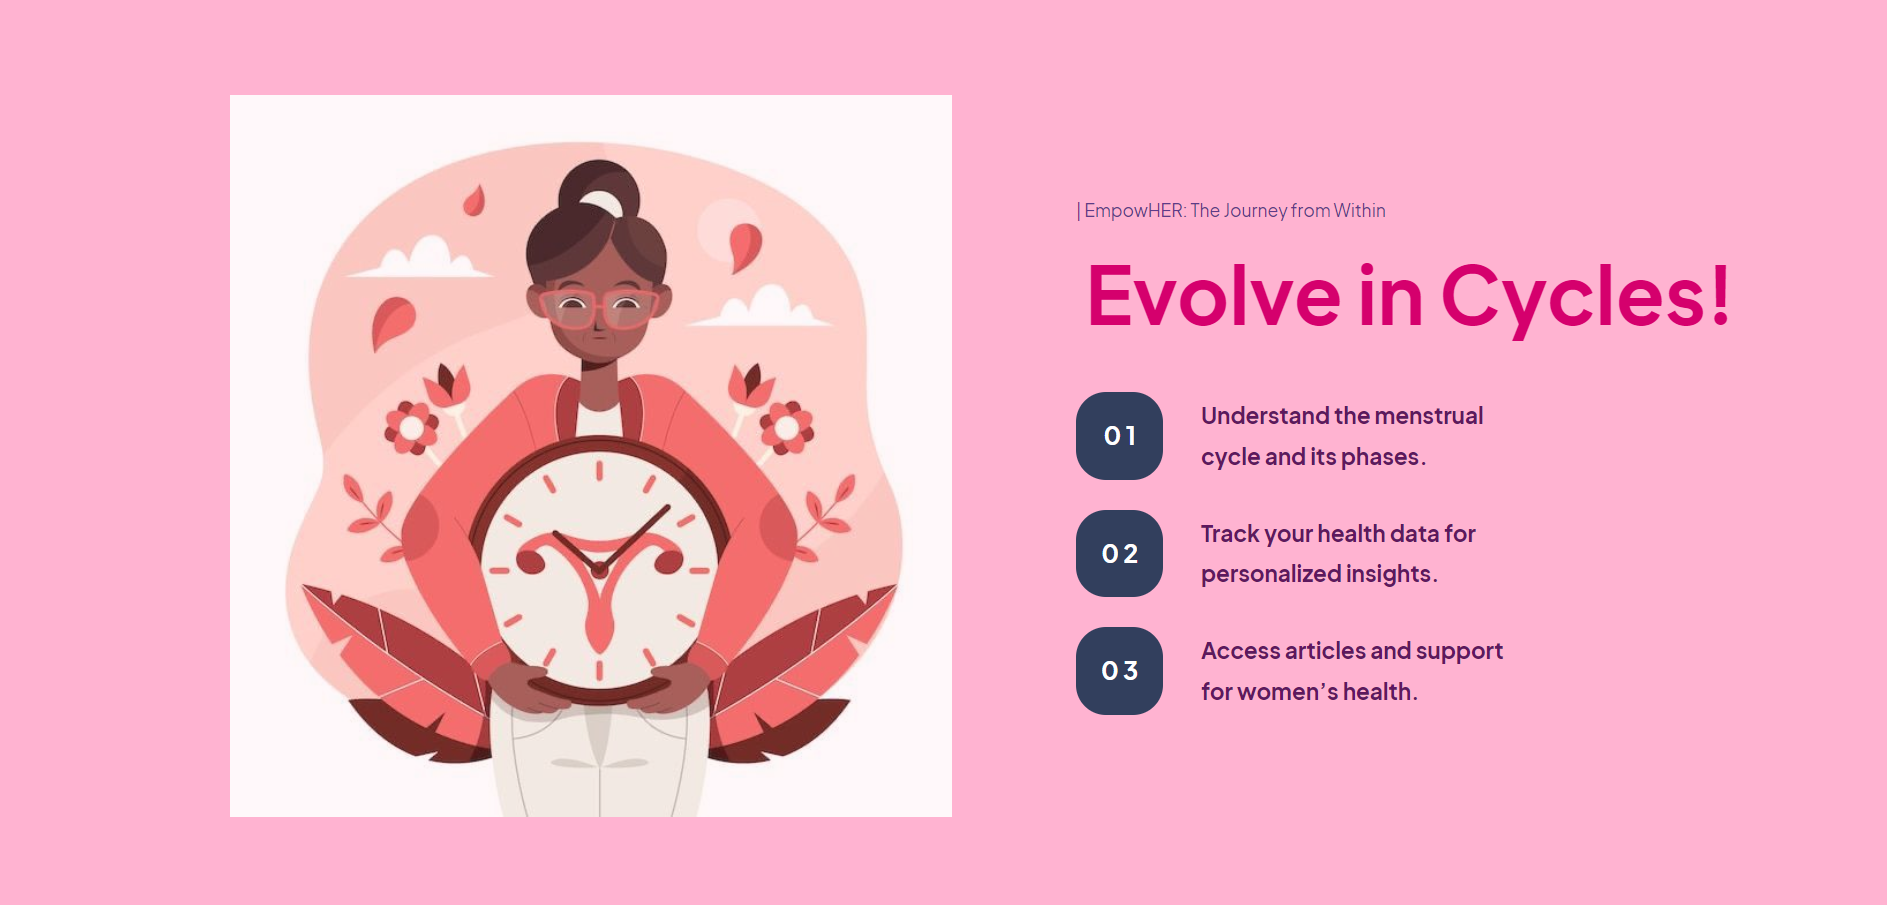 | EmpowHER: The Journey from Within
Evolve in Cycles!
01
Understand the menstrual
cycle and its phases.
02
Track your health data for
personalized insights.
03
Access articles and support
for women’s health.